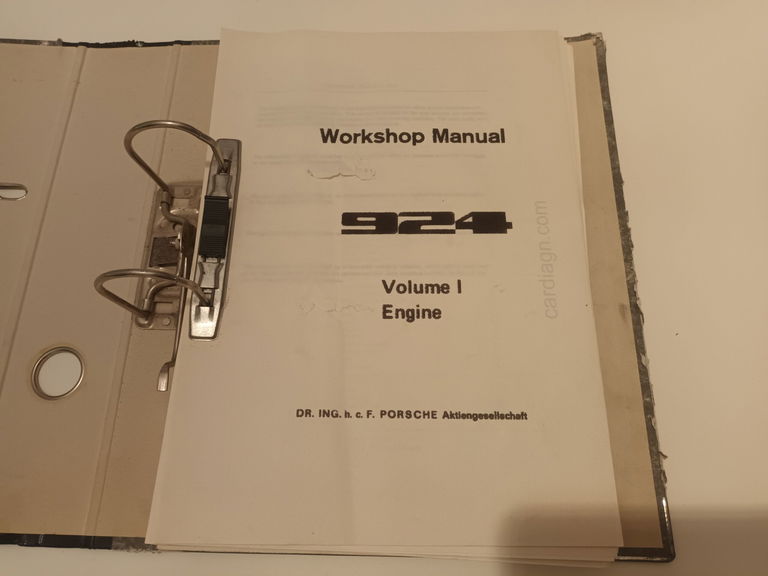 Workshop Manual
924
Volume I
Engine
DR. ING. h. c. F. PORSCHE Aktiengesellschaft
cardiagn.com